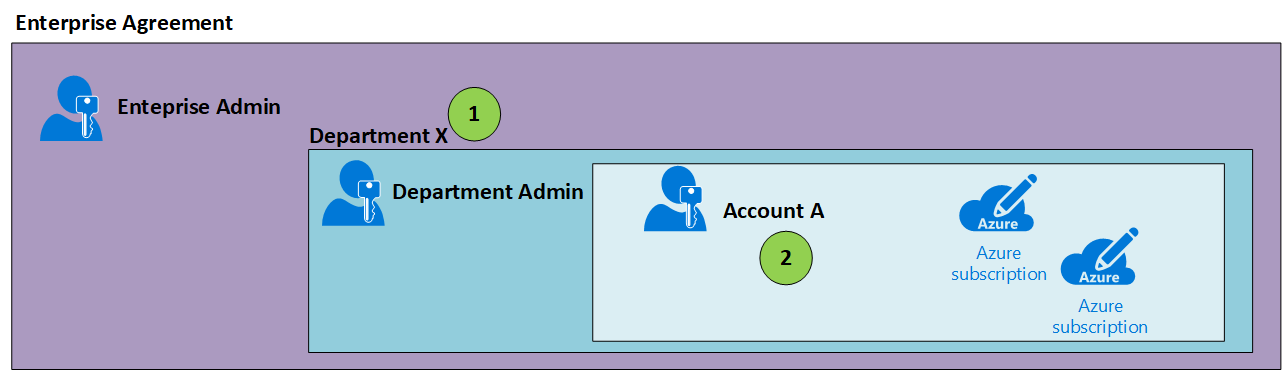 Enterprise Agreement
Enteprise Admin
1
Department X
Department Admin
Account A
2
Azure
Azure
subscription
Azure
Azure
subscription